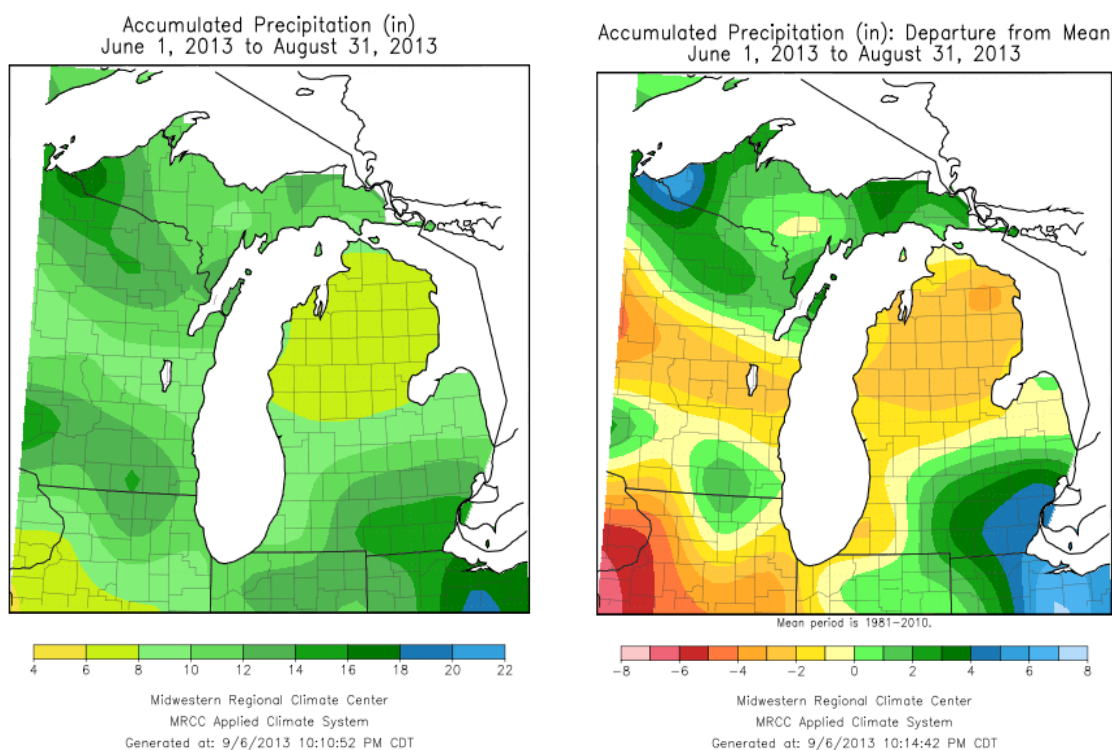 Accumulated Precipitation (in)
June 1, 2013 to August 31, 2013
4 6 8 10 12 14 16 18 20 22
Midwestern Regional Climate Center
MRCC Applied Climate System
Generated at: 9/6/2013 10:10:52 PM CDT
Accumulated Precipitation (in): Departure from Mean
June 1, 2013 to August 31, 2013
Mean period is 1981-2010.
-8 -6 -4 -2 0 2 4 6 8
Midwestern Regional Climate Center
MRCC Applied Climate System
Generated at: 9/6/2013 10:14:42 PM CDT